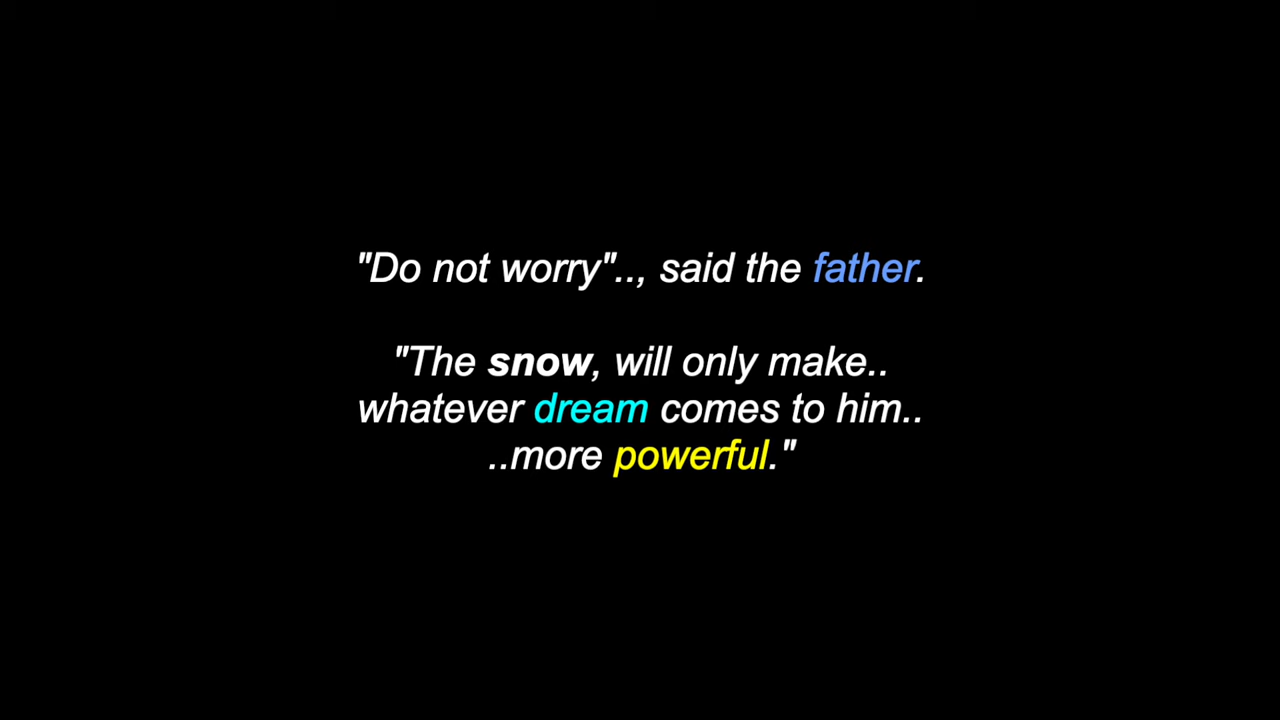 "Do not worry".., said the father.
"The snow, will only make..
whatever dream comes to him..
..more powerful."